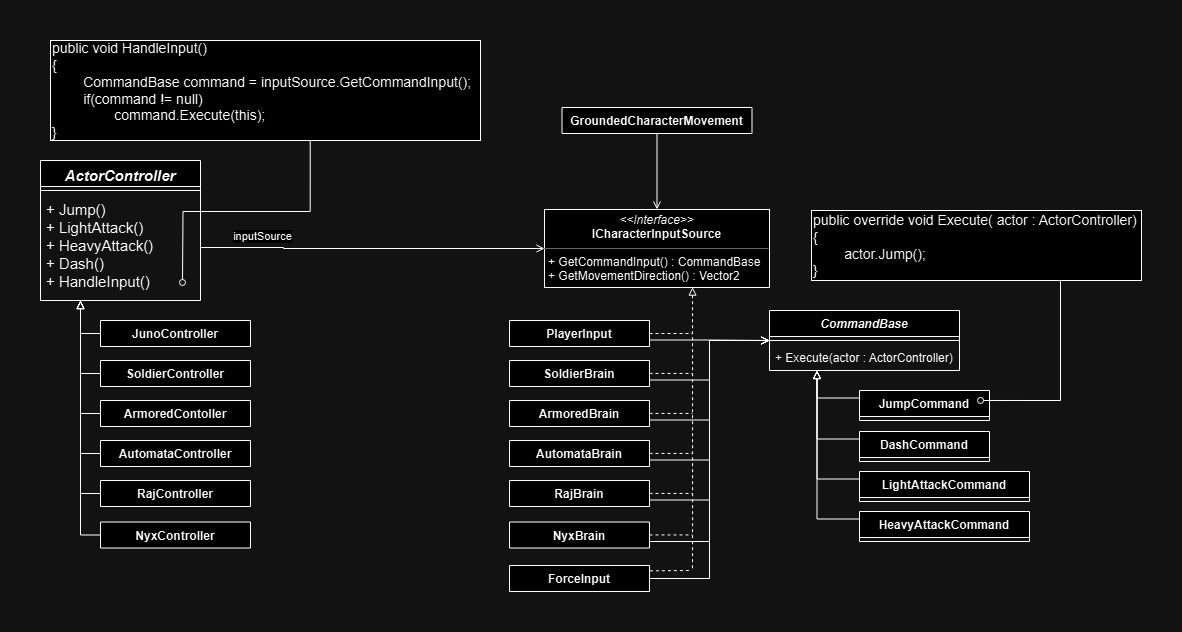 public void HandleInput()
{
CommandBase command = inputSource.GetCommandInput();
if(command != null)
command.Execute(this);
}
GroundedCharacterMovement
ActorController
+ Jump()
+ LightAttack()
+ HeavyAttack()
+ Dash()
+ HandleInput()
inputSource
<<Interface>>
ICharacterInputSource
+ GetCommandInput() : CommandBase
+ GetMovementDirection() : Vector2
public override void Execute( actor : ActorController)
{
actor.Jump();
}
JunoController
SoldierController
ArmoredContoller
AutomataController
RajController
NyxController
PlayerInput
SoldierBrain
ArmoredBrain
AutomataBrain
RajBrain
NyxBrain
ForceInput
CommandBase
+ Execute(actor : ActorController)
JumpCommand
DashCommand
LightAttackCommand
HeavyAttackCommand